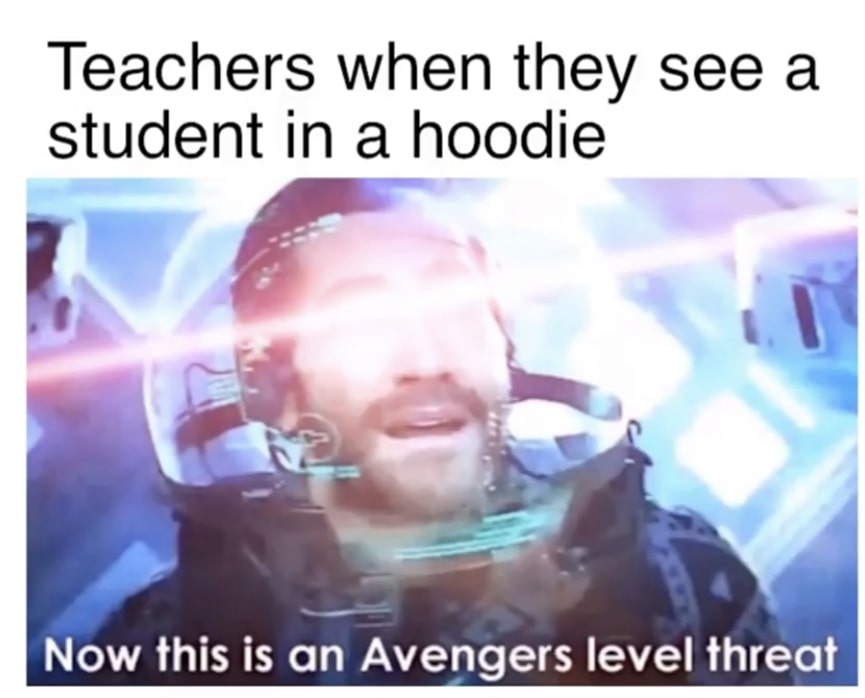 Teachers when they see a
student in a hoodie
Now this is an Avengers level threat